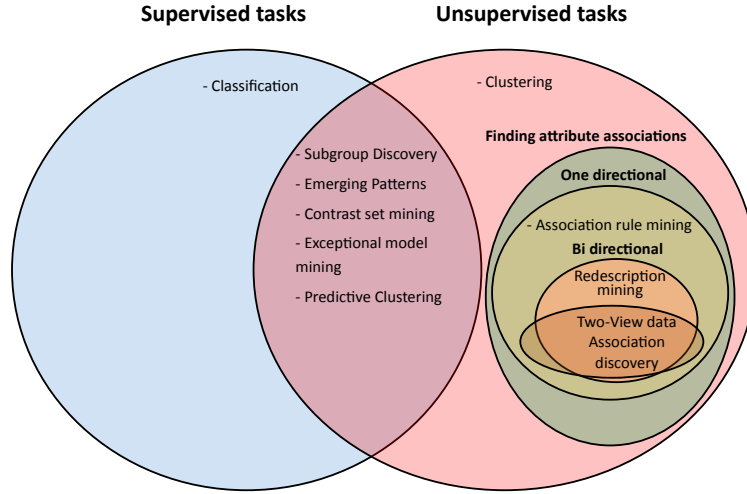 Supervised tasks
Unsupervised tasks
- Classification
- Clustering
- Subgroup Discovery
- Emerging Patterns
- Contrast set mining
- Exceptional model
mining
- Predictive Clustering
Finding attribute associations
One directional
- Association rule mining
Bi directional
Redescription
mining
Two-View data
Association
discovery